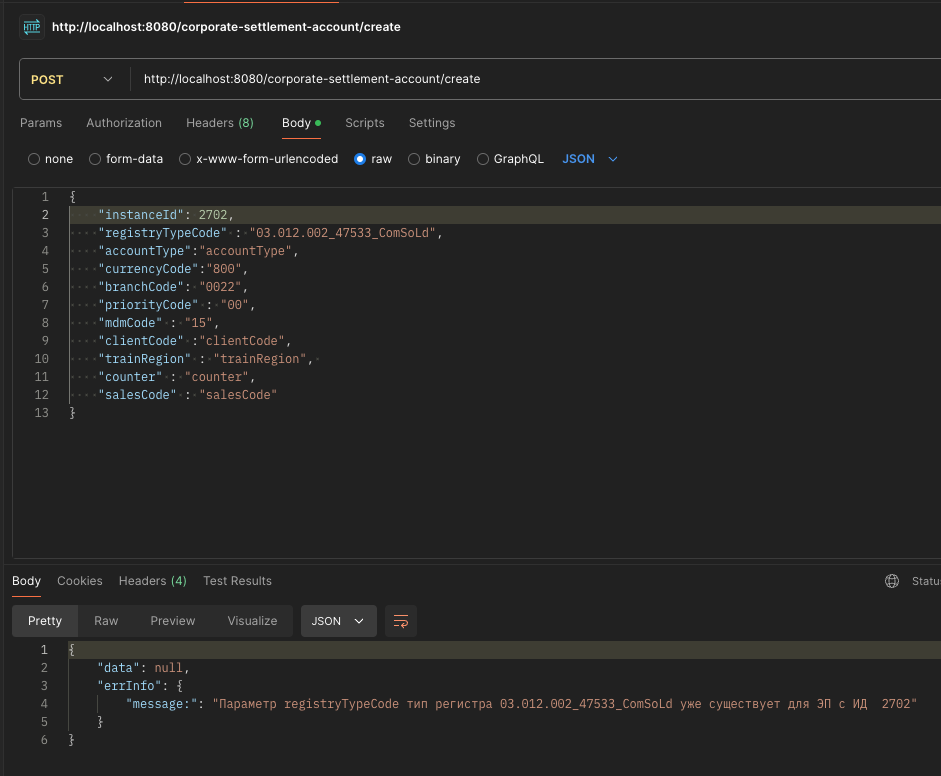 HTTP http://localhost:8080/corporate-settlement-account/create
POST http://localhost:8080/corporate-settlement-account/create
Params Authorization Headers (8) Body Scripts Settings
none form-data x-www-form-urlencoded raw binary GraphQL JSON
1 {
2 "instanceId": 2702,
3 "registryTypeCode" : "03.012.002_47533_ComSoLd",
4 "accountType":"accountType",
5 "currencyCode":"800",
6 "branchCode": "0022",
7 "priorityCode" : "00",
8 "mdmCode" : "15",
9 "clientCode" :"clientCode",
10 "trainRegion" : "trainRegion",
11 "counter" : "counter",
12 "salesCode" : "salesCode"
13 }
Body Cookies Headers (4) Test Results Statu
Pretty Raw Preview Visualize JSON
1 {
2 "data": null,
3 "errInfo": {
4 "message:": "Параметр registryTypeCode тип регистра 03.012.002_47533_ComSoLd уже существует для ЭП с ИД  2702"
5 }
6 }